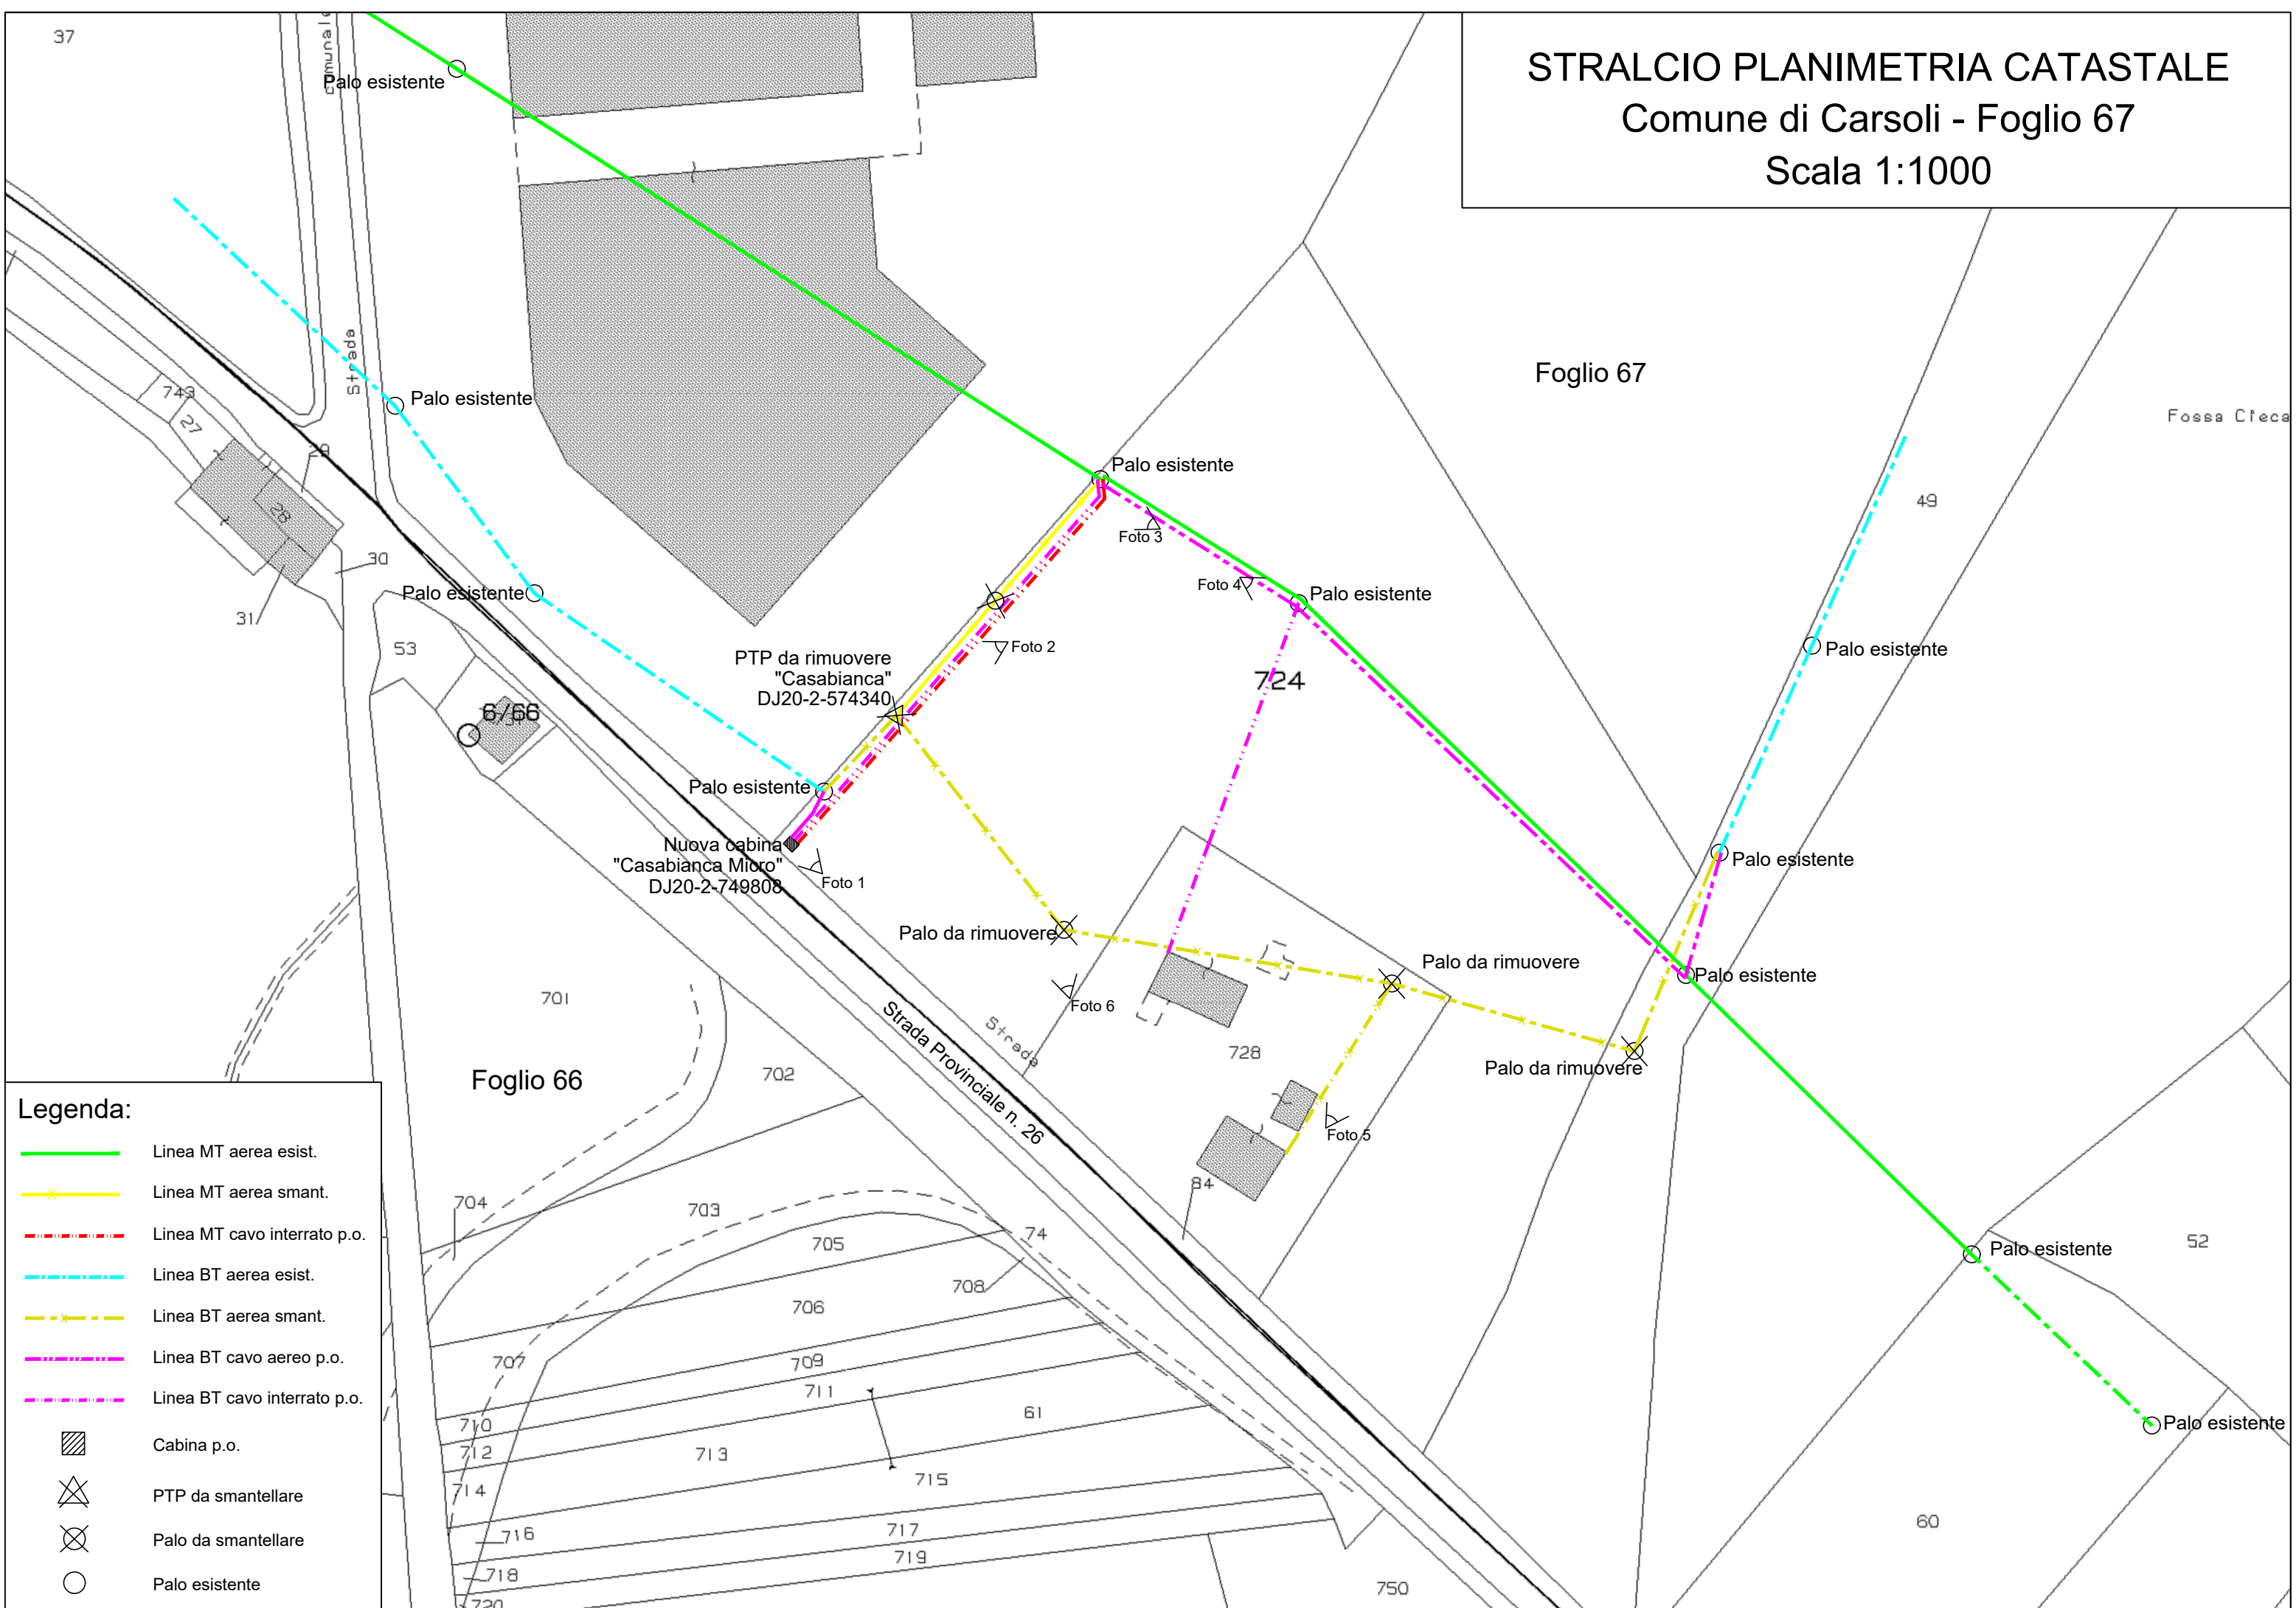 STRALCIO PLANIMETRIA CATASTALE
Comune di Carsoli - Foglio 67
Scala 1:1000
37
Palo esistente
Strada
Palo esistente
Foglio 67
Fossa Cieca
743
27
29
28
30
31
53
Palo esistente
Palo esistente
49
Foto 3
Foto 4
Palo esistente
Foto 2
PTP da rimuovere
"Casabianca"
DJ20-2-574340
724
Palo esistente
6/66
Palo esistente
Nuova cabina
"Casabianca Micro"
DJ20-2-749808
Foto 1
Palo esistente
Palo da rimuovere
Palo da rimuovere
Palo esistente
Foto 6
701
Strada Provinciale n. 26
Strada
728
Palo da rimuovere
Foglio 66
702
Foto 5
84
704
703
74
705
708
706
707
709
711
710
712
61
713
714
715
716
717
718
719
720
750
Palo esistente
52
Palo esistente
60
Legenda:
Linea MT aerea esist.
Linea MT aerea smant.
Linea MT cavo interrato p.o.
Linea BT aerea esist.
Linea BT aerea smant.
Linea BT cavo aereo p.o.
Linea BT cavo interrato p.o.
Cabina p.o.
PTP da smantellare
Palo da smantellare
Palo esistente